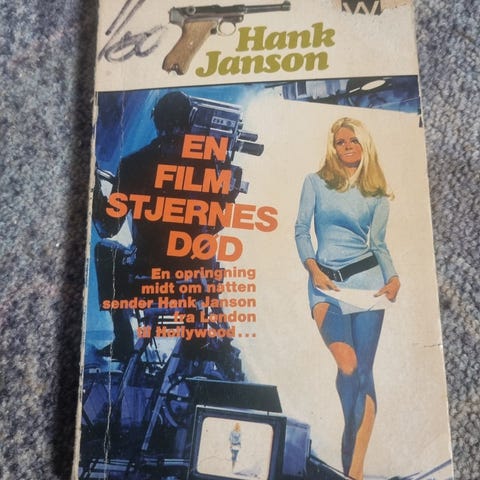 Hank
Janson
EN
FILM
STJERNES
DØD
En opringning
midt om natten
sender Hank Janson
fra London
til Hollywood...